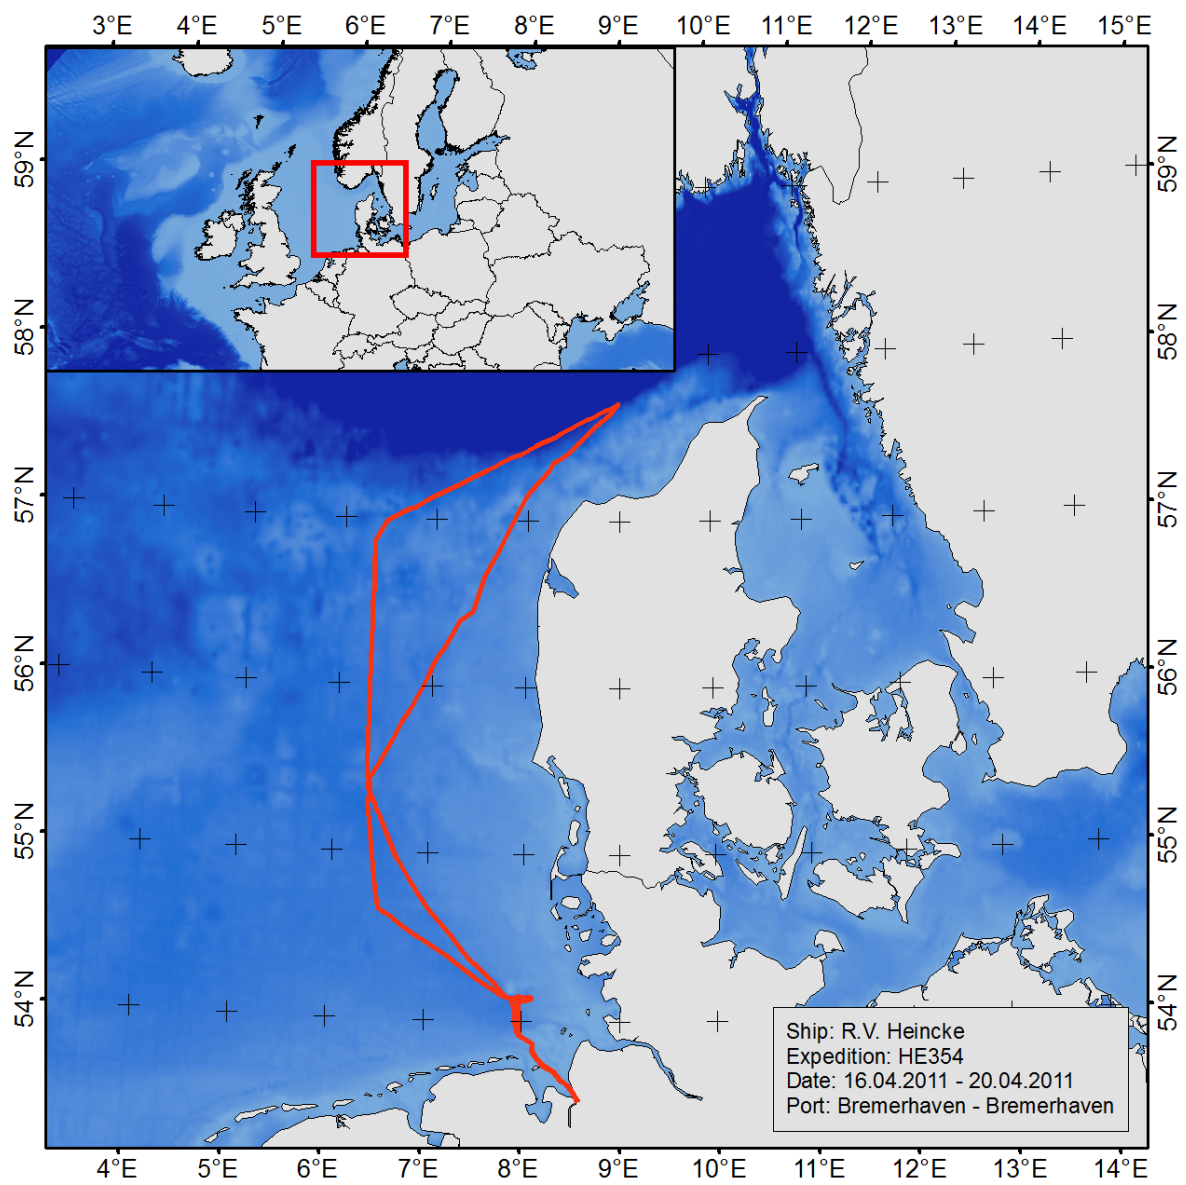 3°E 4°E 5°E 6°E 7°E 8°E 9°E 10°E 11°E 12°E 13°E 14°E 15°E
59°N 59°N
58°N 58°N
57°N 57°N
56°N 56°N
55°N 55°N
54°N 54°N
Ship: R.V. Heincke
Expedition: HE354
Date: 16.04.2011 - 20.04.2011
Port: Bremerhaven - Bremerhaven
4°E 5°E 6°E 7°E 8°E 9°E 10°E 11°E 12°E 13°E 14°E